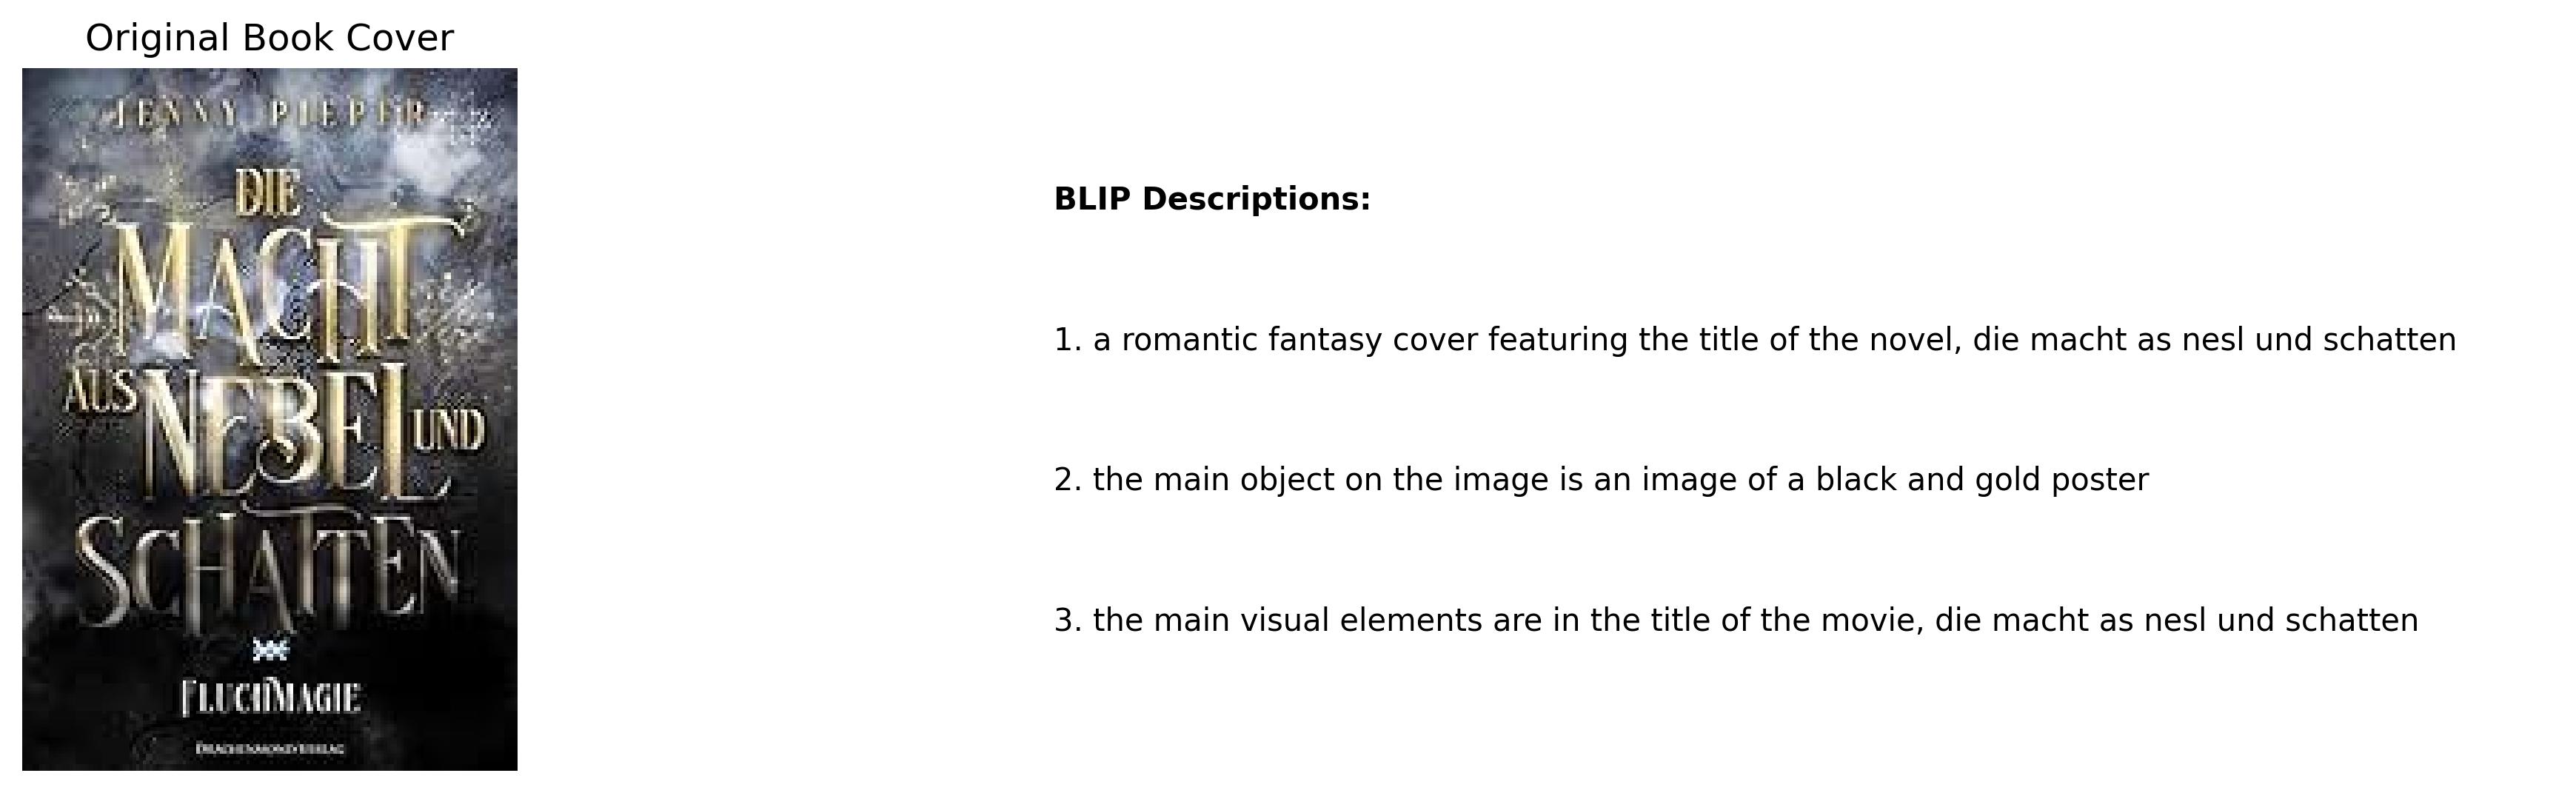 Original Book Cover
JENNY PIEPER
DIE
MACHT
AUS NEBEL UND
SCHATTEN
FLUCHMAGIE
DRACHENMOND VERLAG
BLIP Descriptions:
1. a romantic fantasy cover featuring the title of the novel, die macht as nesl und schatten
2. the main object on the image is an image of a black and gold poster
3. the main visual elements are in the title of the movie, die macht as nesl und schatten